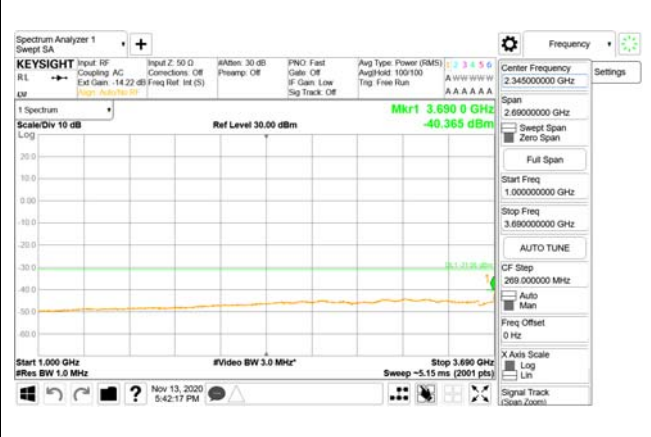 Spectrum Analyzer 1
Swept SA
Frequency
KEYSIGHT
Input: RF
Input Z: 50 Ω
#Atten: 30 dB
PNO: Fast
Avg Type: Power (RMS)
1 2 3 4 5 6
RL
Coupling: AC
Corrections: Off
Preamp: Off
Gate: Off
Avg|Hold: 100/100
A W W W W W
Ext Gain: -14.22 dB
Freq Ref: Int (S)
IF Gain: Low
Trig: Free Run
Align: Auto/No RF
Sig Track: Off
A A A A A A
1 Spectrum
Mkr1 3.690 0 GHz
Scale/Div 10 dB
Ref Level 30.00 dBm
-40.365 dBm
Log
20.0
10.0
0.00
-10.0
-20.0
-30.0
-40.0
-50.0
-60.0
1
Start 1.000 GHz
#Video BW 3.0 MHz*
Stop 3.690 GHz
#Res BW 1.0 MHz
Sweep ~5.15 ms (2001 pts)
Nov 13, 2020
5:42:17 PM
?
Center Frequency
2.345000000 GHz
Settings
Span
2.69000000 GHz
Swept Span
Zero Span
Full Span
Start Freq
1.000000000 GHz
Stop Freq
3.690000000 GHz
AUTO TUNE
CF Step
269.000000 MHz
Auto
Man
Freq Offset
0 Hz
X Axis Scale
Log
Lin
Signal Track
(Span Zoom)